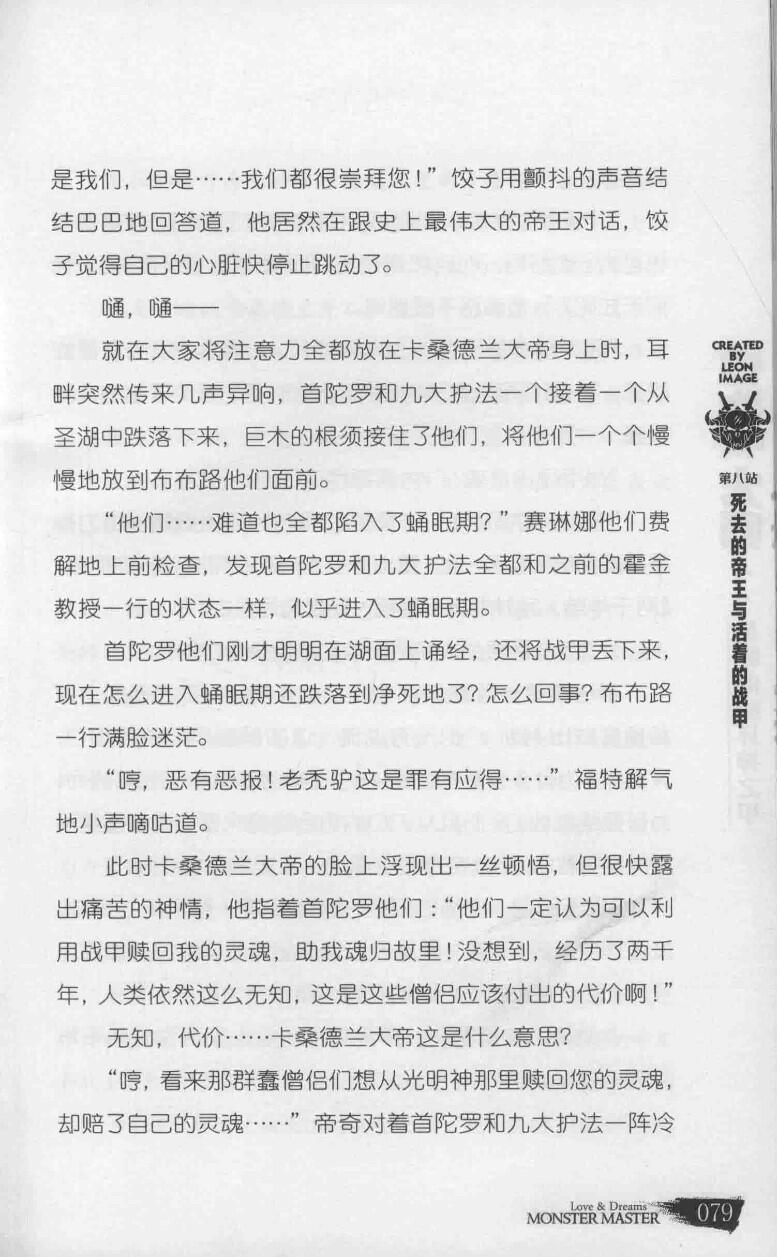 是我们，但是……我们都很崇拜您！”饺子用颤抖的声音结
结巴巴地回答道，他居然在跟史上最伟大的帝王对话，饺
子觉得自己的心脏快停止跳动了。
嗵，嗵——
就在大家将注意力全都放在卡桑德兰大帝身上时，耳
畔突然传来几声异响，首陀罗和九大护法一个接着一个从
圣湖中跌落下来，巨木的根须接住了他们，将他们一个个慢
慢地放到布布路他们面前。
“他们……难道也全都陷入了蛹眠期？”赛琳娜他们费
解地上前检查，发现首陀罗和九大护法全都和之前的霍金
教授一行的状态一样，似乎进入了蛹眠期。
首陀罗他们刚才明明在湖面上诵经，还将战甲丢下来，
现在怎么进入蛹眠期还跌落到净死地了？怎么回事？布布路
一行满脸迷茫。
“哼，恶有恶报！老秃驴这是罪有应得……”福特解气
地小声嘀咕道。
此时卡桑德兰大帝的脸上浮现出一丝顿悟，但很快露
出痛苦的神情，他指着首陀罗他们：“他们一定认为可以利
用战甲赎回我的灵魂，助我魂归故里！没想到，经历了两千
年，人类依然这么无知，这是这些僧侣应该付出的代价啊！”
无知，代价……卡桑德兰大帝这是什么意思？
“哼，看来那群蠢僧侣们想从光明神那里赎回您的灵魂，
却赔了自己的灵魂……”帝奇对着首陀罗和九大护法一阵冷
CREATED
BY
LEON
IMAGE
第八站
死去的帝王与活着的战甲
Love & Dreams
MONSTER MASTER
079